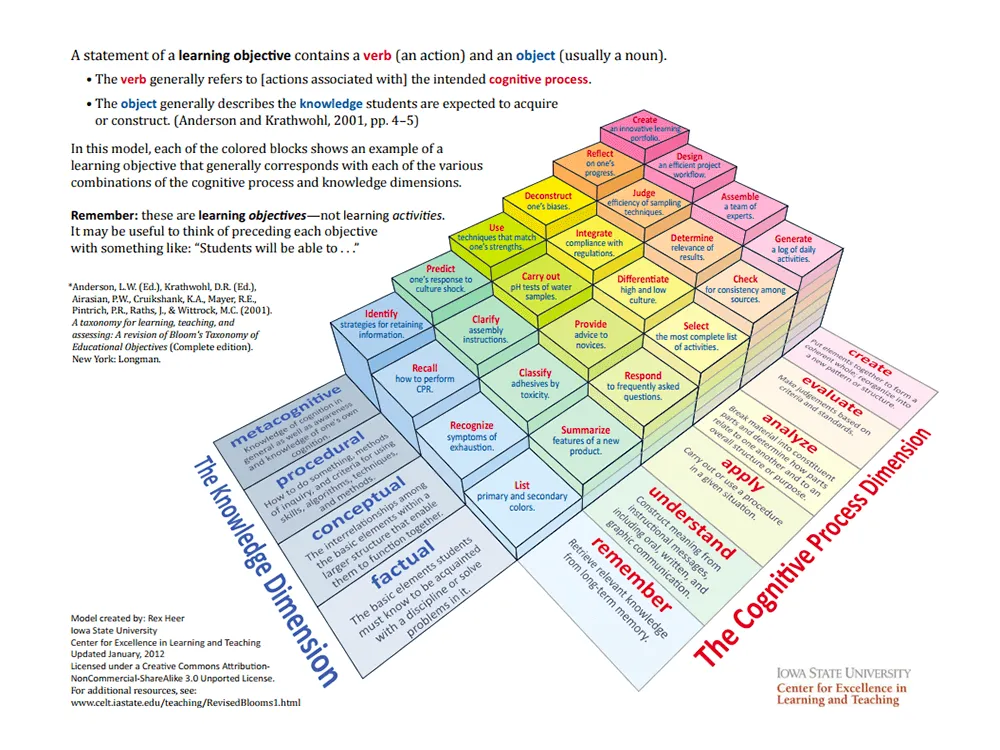 A statement of a learning objective contains a verb (an action) and an object (usually a noun).
• The verb generally refers to [actions associated with] the intended cognitive process.
• The object generally describes the knowledge students are expected to acquire
or construct. (Anderson and Krathwohl, 2001, pp. 4–5)
In this model, each of the colored blocks shows an example of a
learning objective that generally corresponds with each of the various
combinations of the cognitive process and knowledge dimensions.
Remember: these are learning objectives—not learning activities.
It may be useful to think of preceding each objective
with something like: “Students will be able to . . .”
*Anderson, L.W. (Ed.), Krathwohl, D.R. (Ed.),
Airasian, P.W., Cruikshank, K.A., Mayer, R.E.,
Pintrich, P.R., Raths, J., & Wittrock, M.C. (2001).
A taxonomy for learning, teaching, and
assessing: A revision of Bloom’s Taxonomy of
Educational Objectives (Complete edition).
New York: Longman.
Create
an innovative learning
portfolio.
Reflect
on one’s
progress.
Design
an efficient project
workflow.
Deconstruct
one’s biases.
Judge
efficiency of sampling
techniques.
Assemble
a team of
experts.
Use
techniques that match
one’s strengths.
Integrate
compliance with
regulations.
Determine
relevance of
results.
Generate
a log of daily
activities.
Predict
one’s response to
culture shock.
Carry out
pH tests of water
samples.
Differentiate
high and low
culture.
Check
for consistency among
sources.
Identify
strategies for retaining
information.
Clarify
assembly
instructions.
Provide
advice to
novices.
Select
the most complete list
of activities.
Recall
how to perform
CPR.
Classify
adhesives by
toxicity.
Respond
to frequently asked
questions.
Recognize
symptoms of
exhaustion.
Summarize
features of a new
product.
List
primary and secondary
colors.
metacognitive
Knowledge of cognition in
general as well as awareness
and knowledge of one’s own
cognition.
procedural
How to do something, methods
of inquiry, and criteria for using
skills, algorithms, techniques,
and methods.
conceptual
The interrelationships among
the basic elements within a
larger structure that enable
them to function together.
factual
The basic elements students
must know to be acquainted
with a discipline or solve
problems in it.
The Knowledge Dimension
create
Put elements together to form a
coherent whole; reorganize into
a new pattern or structure.
evaluate
Make judgements based on
criteria and standards.
analyze
Break material into constituent
parts and determine how parts
relate to one another and to an
overall structure or purpose.
apply
Carry out or use a procedure
in a given situation.
understand
Construct meaning from
instructional messages,
including oral, written, and
graphic communication.
remember
Retrieve relevant knowledge
from long-term memory.
The Cognitive Process Dimension
Model created by: Rex Heer
Iowa State University
Center for Excellence in Learning and Teaching
Updated January, 2012
Licensed under a Creative Commons Attribution-
NonCommercial-ShareAlike 3.0 Unported License.
For additional resources, see:
www.celt.iastate.edu/teaching/RevisedBlooms1.html
IOWA STATE UNIVERSITY
Center for Excellence in
Learning and Teaching